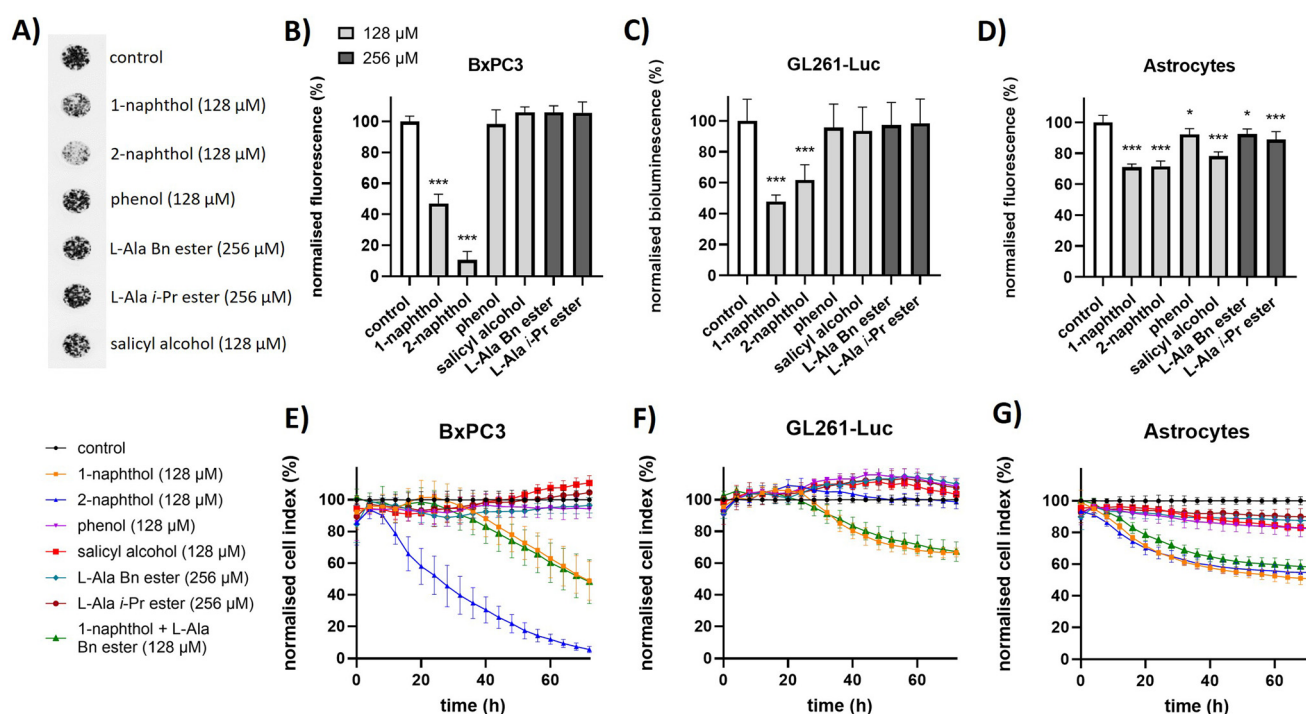 A)
control
1-naphthol (128 µM)
2-naphthol (128 µM)
phenol (128 µM)
L-Ala Bn ester (256 µM)
L-Ala i-Pr ester (256 µM)
salicyl alcohol (128 µM)
B)
128 µM
256 µM
BxPC3
normalised fluorescence (%)
100
80
60
40
20
0
***
***
control
1-naphthol
2-naphthol
phenol
salicyl alcohol
L-Ala Bn ester
L-Ala i-Pr ester
C)
GL261-Luc
normalised bioluminescence (%)
100
80
60
40
20
0
***
***
control
1-naphthol
2-naphthol
phenol
salicyl alcohol
L-Ala Bn ester
L-Ala i-Pr ester
D)
Astrocytes
normalised fluorescence (%)
100
80
60
40
20
0
***
***
*
***
*
***
control
1-naphthol
2-naphthol
phenol
salicyl alcohol
L-Ala Bn ester
L-Ala i-Pr ester
control
1-naphthol (128 µM)
2-naphthol (128 µM)
phenol (128 µM)
salicyl alcohol (128 µM)
L-Ala Bn ester (256 µM)
L-Ala i-Pr ester (256 µM)
1-naphthol + L-Ala
Bn ester (128 µM)
E)
BxPC3
normalised cell index (%)
100
80
60
40
20
0
0
20
40
60
time (h)
F)
GL261-Luc
normalised cell index (%)
100
80
60
40
20
0
0
20
40
60
time (h)
G)
Astrocytes
normalised cell index (%)
100
80
60
40
20
0
0
20
40
60
time (h)